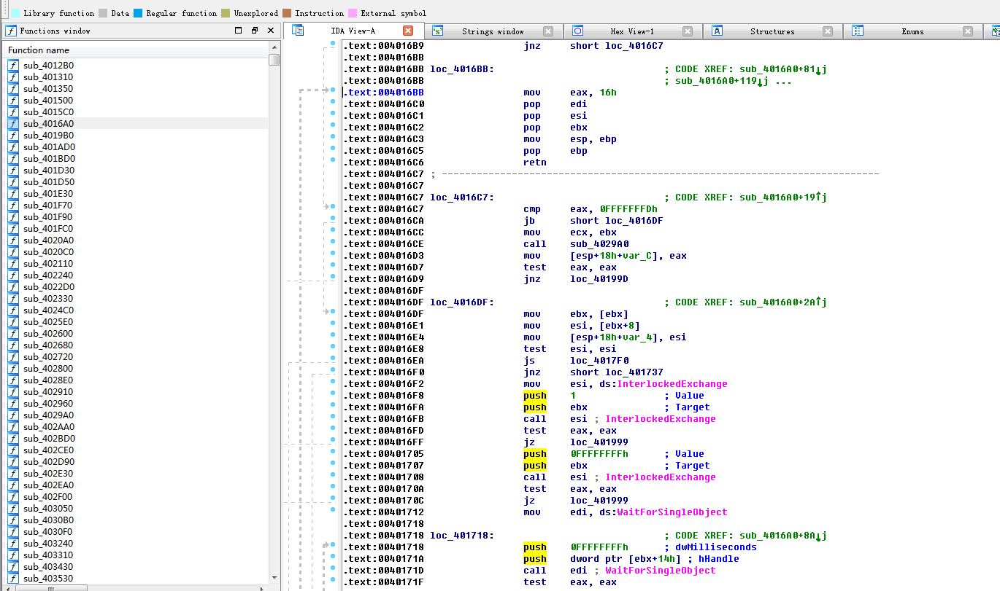 Library function Data Regular function Unexplored Instruction External symbol
Functions window
IDA View-A Strings window Hex View-1 Structures Enums
Function name
sub_4012B0
sub_401310
sub_401350
sub_401500
sub_4015C0
sub_4016A0
sub_4019B0
sub_401AD0
sub_401BD0
sub_401D30
sub_401D50
sub_401E30
sub_401F70
sub_401F90
sub_401FC0
sub_4020A0
sub_4020C0
sub_402110
sub_402240
sub_4022D0
sub_402330
sub_4024C0
sub_4025E0
sub_402600
sub_402680
sub_402720
sub_402800
sub_4028E0
sub_402910
sub_402960
sub_4029A0
sub_402AA0
sub_402BD0
sub_402CE0
sub_402D90
sub_402E30
sub_402EA0
sub_402F00
sub_403050
sub_4030B0
sub_4030F0
sub_403240
sub_403310
sub_403430
sub_403530
.text:004016B9 jnz short loc_4016C7
.text:004016BB
.text:004016BB loc_4016BB: ; CODE XREF: sub_4016A0+81↓j
.text:004016BB ; sub_4016A0+119↓j ...
.text:004016BB mov eax, 16h
.text:004016C0 pop edi
.text:004016C1 pop esi
.text:004016C2 pop ebx
.text:004016C3 mov esp, ebp
.text:004016C5 pop ebp
.text:004016C6 retn
.text:004016C7 ; ---------------------------------------------------------------------------
.text:004016C7
.text:004016C7 loc_4016C7: ; CODE XREF: sub_4016A0+19↑j
.text:004016C7 cmp eax, 0FFFFFFFDh
.text:004016CA jb short loc_4016DF
.text:004016CC mov ecx, ebx
.text:004016CE call sub_4029A0
.text:004016D3 mov [esp+18h+var_C], eax
.text:004016D7 test eax, eax
.text:004016D9 jnz loc_40199D
.text:004016DF
.text:004016DF loc_4016DF: ; CODE XREF: sub_4016A0+2A↑j
.text:004016DF mov ebx, [ebx]
.text:004016E1 mov esi, [ebx+8]
.text:004016E4 mov [esp+18h+var_4], esi
.text:004016E8 test esi, esi
.text:004016EA js loc_4017F0
.text:004016F0 jnz short loc_401737
.text:004016F2 mov esi, ds:InterlockedExchange
.text:004016F8 push 1 ; Value
.text:004016FA push ebx ; Target
.text:004016FB call esi ; InterlockedExchange
.text:004016FD test eax, eax
.text:004016FF jz loc_401999
.text:00401705 push 0FFFFFFFFh ; Value
.text:00401707 push ebx ; Target
.text:00401708 call esi ; InterlockedExchange
.text:0040170A test eax, eax
.text:0040170C jz loc_401999
.text:00401712 mov edi, ds:WaitForSingleObject
.text:00401718
.text:00401718 loc_401718: ; CODE XREF: sub_4016A0+8A↓j
.text:00401718 push 0FFFFFFFFh ; dwMilliseconds
.text:0040171A push dword ptr [ebx+14h] ; hHandle
.text:0040171D call edi ; WaitForSingleObject
.text:0040171F test eax, eax